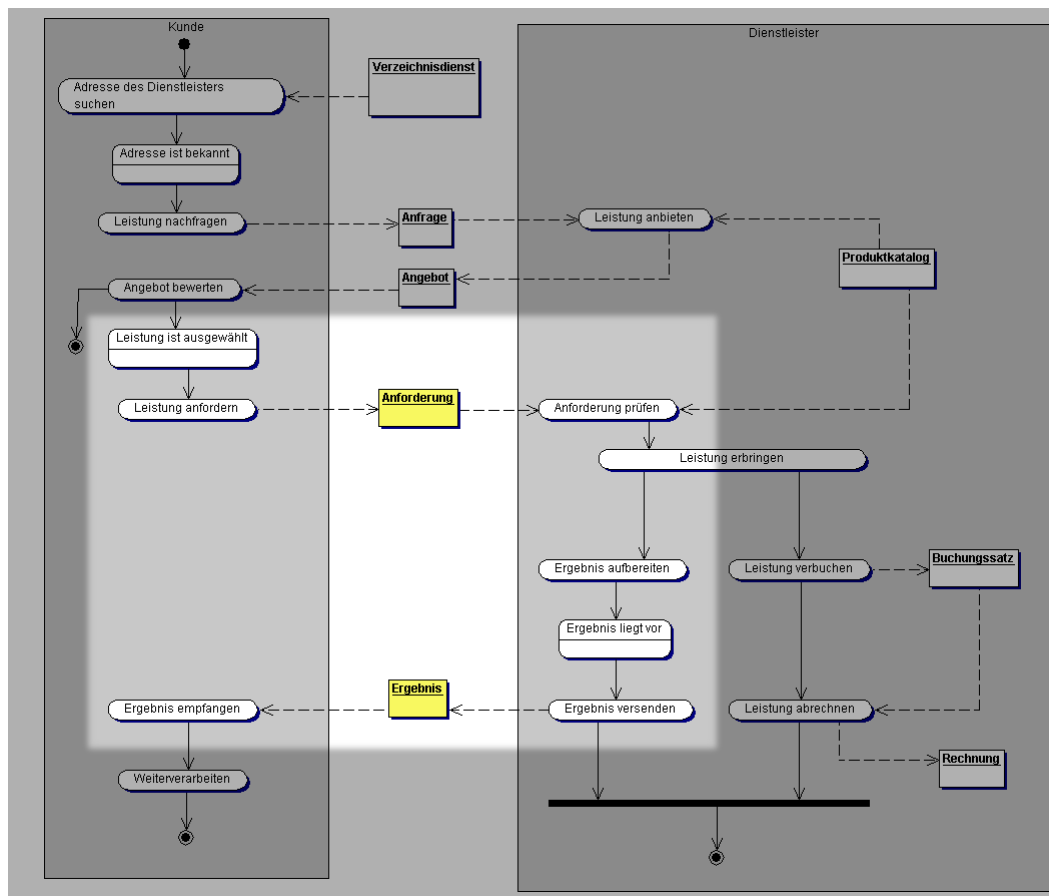 Kunde
Dienstleister
Verzeichnisdienst
Adresse des Dienstleisters
suchen
Adresse ist bekannt
Leistung nachfragen
Anfrage
Leistung anbieten
Produktkatalog
Angebot
Angebot bewerten
Leistung ist ausgewählt
Leistung anfordern
Anforderung
Anforderung prüfen
Leistung erbringen
Ergebnis aufbereiten
Leistung verbuchen
Buchungssatz
Ergebnis liegt vor
Ergebnis
Ergebnis empfangen
Ergebnis versenden
Leistung abrechnen
Rechnung
Weiterverarbeiten